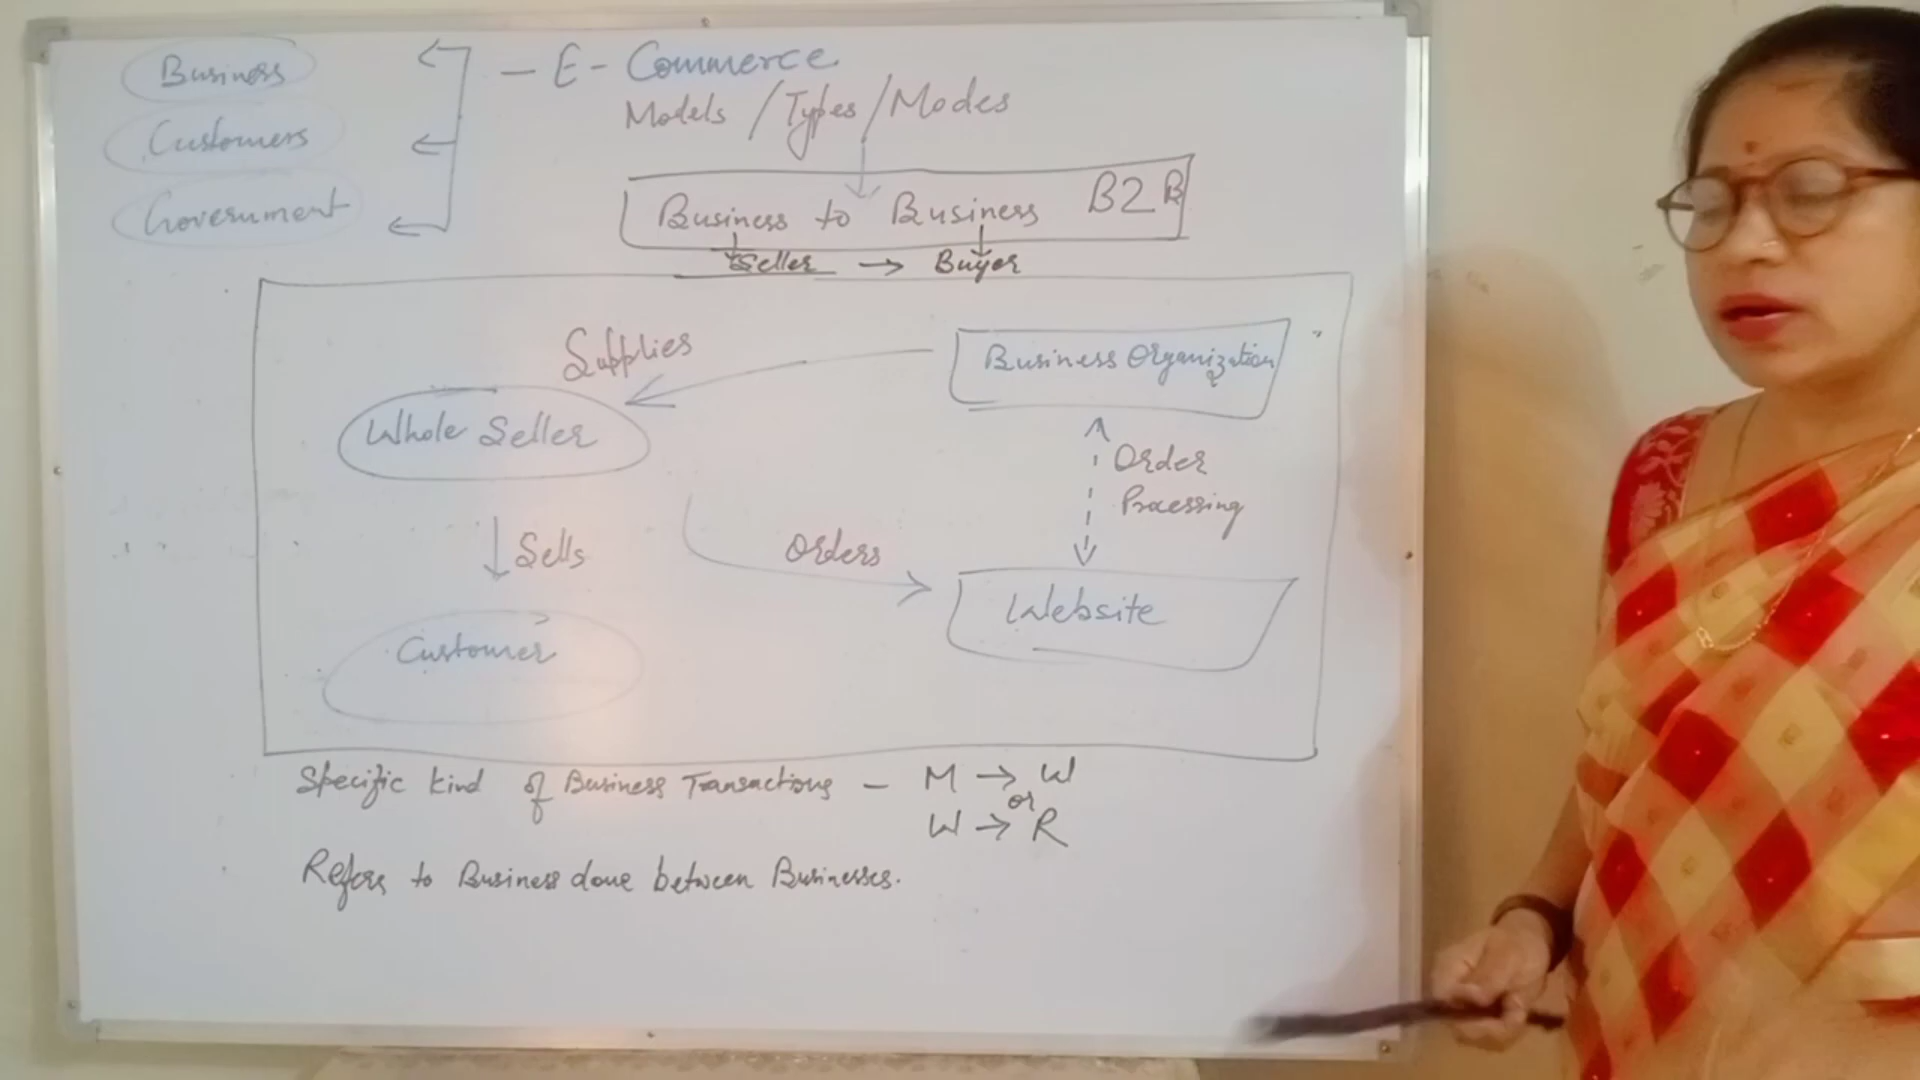 Business
Customers
Government
- E - Commerce
Models / Types / Modes
Business to Business B2B
Seller → Buyer
Supplies
Business Organization
Whole Seller
Order
Processing
Sells
Orders
Website
Customer
Specific kind of Business Transactions - M → W
or
W → R
Refers to Business done between Businesses.